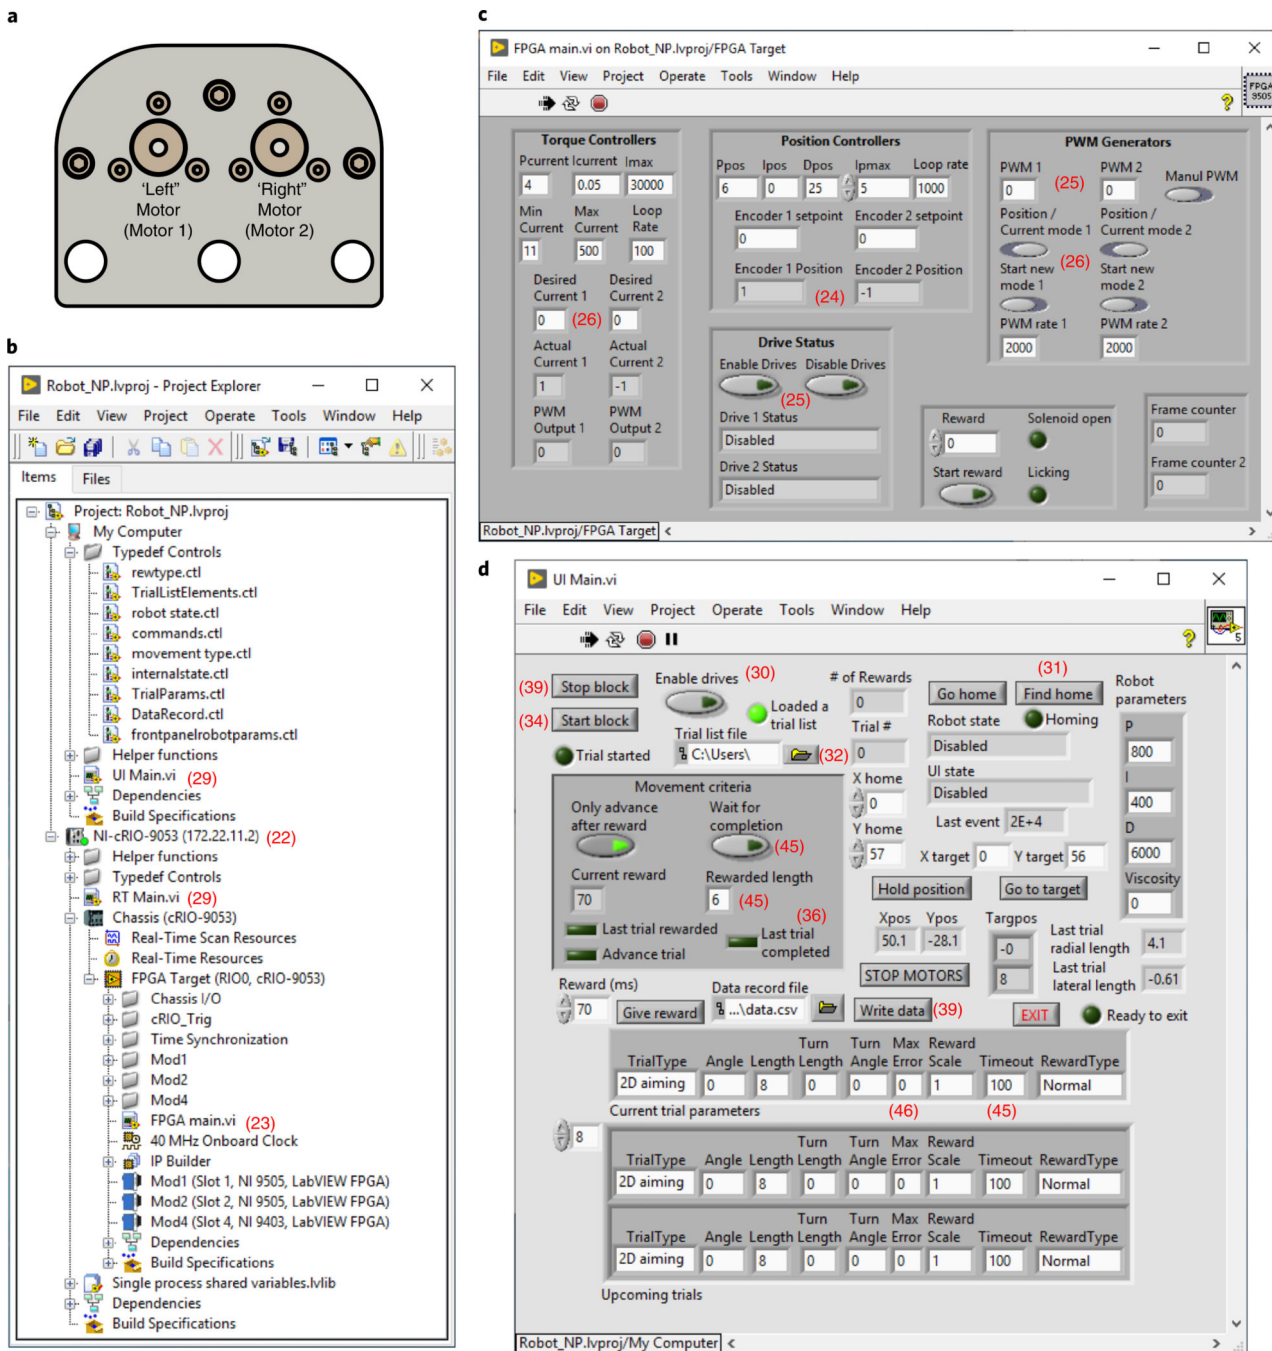 a
'Left"
Motor
(Motor 1)
'Right"
Motor
(Motor 2)
b
Robot_NP.lvproj - Project Explorer
File Edit View Project Operate Tools Window Help
Items Files
Project: Robot_NP.lvproj
My Computer
Typedef Controls
rewtype.ctl
TrialListElements.ctl
robot state.ctl
commands.ctl
movement type.ctl
internalstate.ctl
TrialParams.ctl
DataRecord.ctl
frontpanelrobotparams.ctl
Helper functions
UI Main.vi (29)
Dependencies
Build Specifications
NI-cRIO-9053 (172.22.11.2) (22)
Helper functions
Typedef Controls
RT Main.vi (29)
Chassis (cRIO-9053)
Real-Time Scan Resources
Real-Time Resources
FPGA Target (RIO0, cRIO-9053)
Chassis I/O
cRIO_Trig
Time Synchronization
Mod1
Mod2
Mod4
FPGA main.vi (23)
40 MHz Onboard Clock
IP Builder
Mod1 (Slot 1, NI 9505, LabVIEW FPGA)
Mod2 (Slot 2, NI 9505, LabVIEW FPGA)
Mod4 (Slot 4, NI 9403, LabVIEW FPGA)
Dependencies
Build Specifications
Single process shared variables.lvlib
Dependencies
Build Specifications
c
FPGA main.vi on Robot_NP.lvproj/FPGA Target
File Edit View Project Operate Tools Window Help
FPGA
9505
Torque Controllers
Pcurrent Icurrent Imax
4 0.05 30000
Min Max Loop
Current Current Rate
11 500 100
Desired Desired
Current 1 Current 2
0 (26) 0
Actual Actual
Current 1 Current 2
1 -1
PWM PWM
Output 1 Output 2
0 0
Position Controllers
Ppos Ipos Dpos Ipmax Loop rate
6 0 25 5 1000
Encoder 1 setpoint Encoder 2 setpoint
0 0
Encoder 1 Position Encoder 2 Position
1 (24) -1
Drive Status
Enable Drives Disable Drives
(25)
Drive 1 Status
Disabled
Drive 2 Status
Disabled
PWM Generators
PWM 1 PWM 2 Manul PWM
0 (25) 0
Position / Position /
Current mode 1 Current mode 2
(26)
Start new Start new
mode 1 mode 2
PWM rate 1 PWM rate 2
2000 2000
Reward Solenoid open
0
Start reward Licking
Frame counter
0
Frame counter 2
0
Robot_NP.lvproj/FPGA Target
d
UI Main.vi
File Edit View Project Operate Tools Window Help
5
(39) Stop block
(34) Start block
Trial started
Enable drives (30)
Loaded a
trial list
Trial list file
C:\Users\ (32)
# of Rewards
0
Trial #
0
X home
0
Y home
57
Go home Find home (31)
Robot state Homing
Disabled
UI state
Disabled
Last event 2E+4
X target 0 Y target 56
Hold position Go to target
Robot
parameters
P
800
I
400
D
6000
Viscosity
0
Movement criteria
Only advance Wait for
after reward completion
(45)
Current reward Rewarded length
70 6 (45)
(36)
Last trial rewarded Last trial
Advance trial completed
Xpos Ypos Targpos
50.1 -28.1 -0
8
Last trial
radial length 4.1
Last trial
lateral length -0.61
STOP MOTORS
Reward (ms) Data record file
70 Give reward ...\data.csv Write data (39) EXIT Ready to exit
Turn Turn Max Reward
TrialType Angle Length Length Angle Error Scale Timeout RewardType
2D aiming 0 8 0 0 0 1 100 Normal
Current trial parameters (46) (45)
8
Turn Turn Max Reward
TrialType Angle Length Length Angle Error Scale Timeout RewardType
2D aiming 0 8 0 0 0 1 100 Normal
Turn Turn Max Reward
TrialType Angle Length Length Angle Error Scale Timeout RewardType
2D aiming 0 8 0 0 0 1 100 Normal
Upcoming trials
Robot_NP.lvproj/My Computer